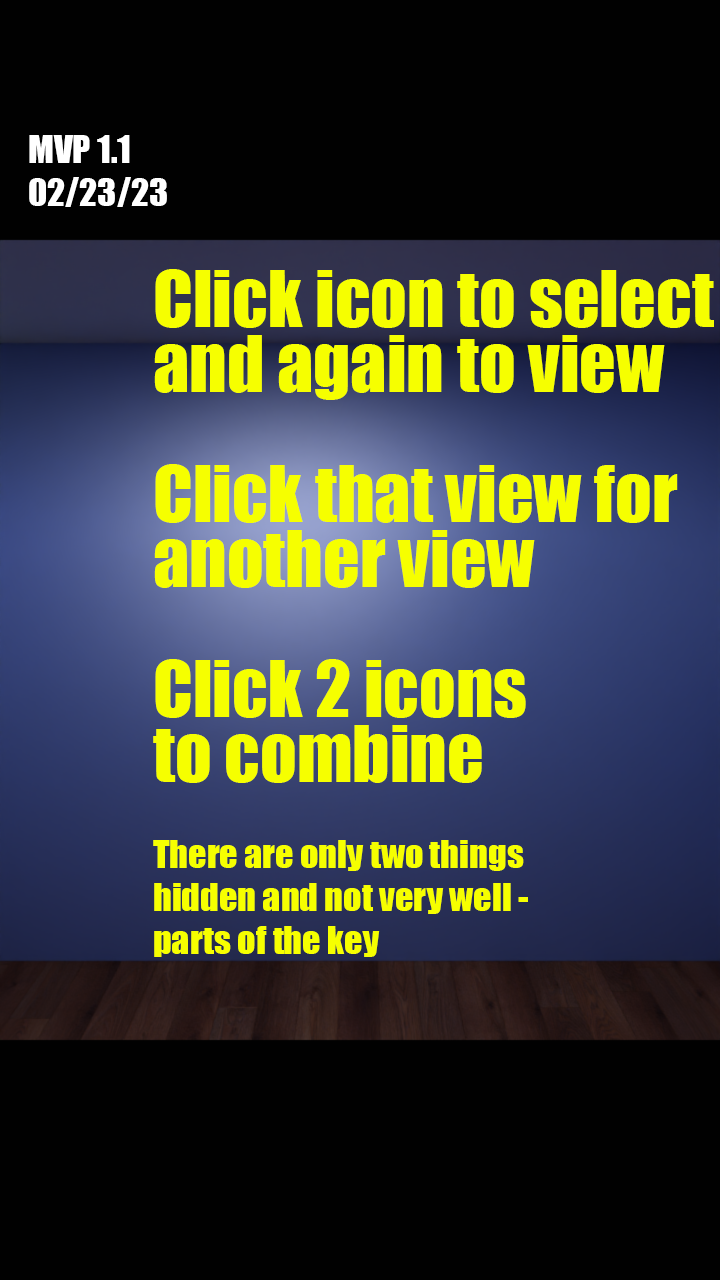 MVP 1.1
02/23/23
Click icon to select
and again to view
Click that view for
another view
Click 2 icons
to combine
There are only two things
hidden and not very well -
parts of the key